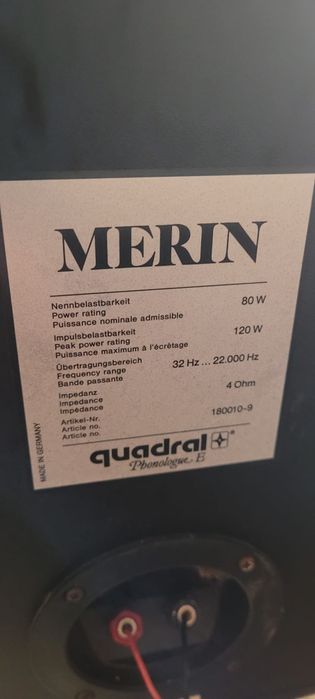 MERIN
Nennbelastbarkeit
Power rating 80 W
Puissance nominale admissible
Impulsbelastbarkeit
Peak power rating 120 W
Puissance maximum à l'écrétage
Übertragungsbereich
Frequency range 32 Hz ... 22.000 Hz
Bande passante
Impedanz
Impedance 4 Ohm
Impédance
Artikel-Nr.
Article no. 180010-9
Article no.
quadral®
Phonologue E
MADE IN GERMANY